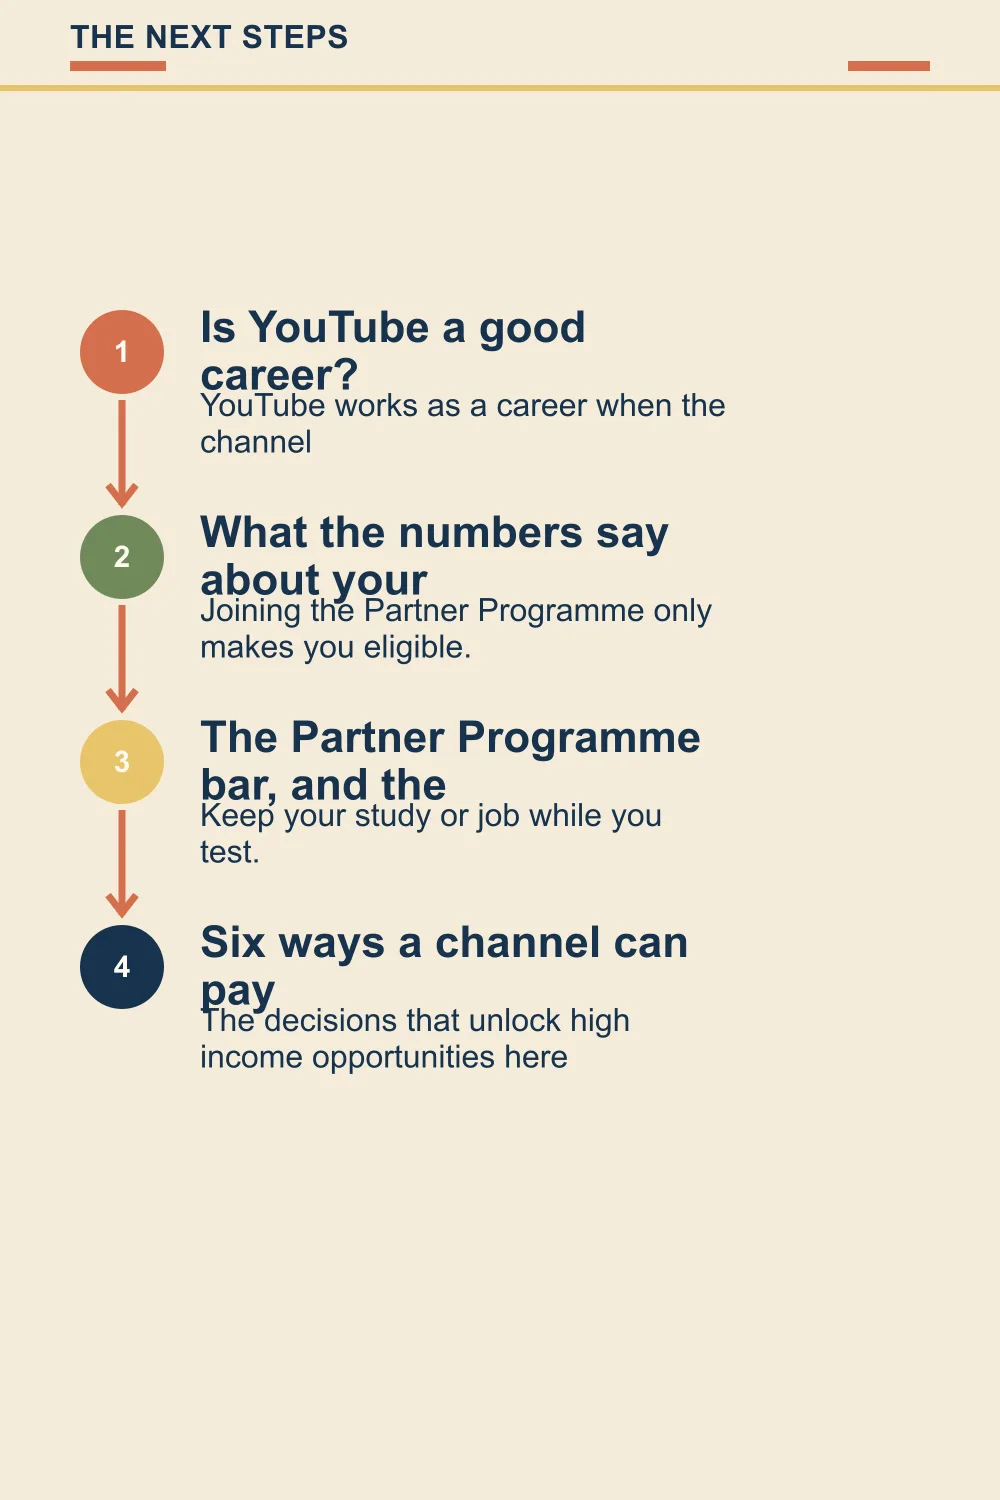 THE NEXT STEPS
1
Is YouTube a good
career?
YouTube works as a career when the
channel
2
What the numbers say
about your
Joining the Partner Programme only
makes you eligible.
3
The Partner Programme
bar, and the
Keep your study or job while you
test.
4
Six ways a channel can
pay
The decisions that unlock high
income opportunities here